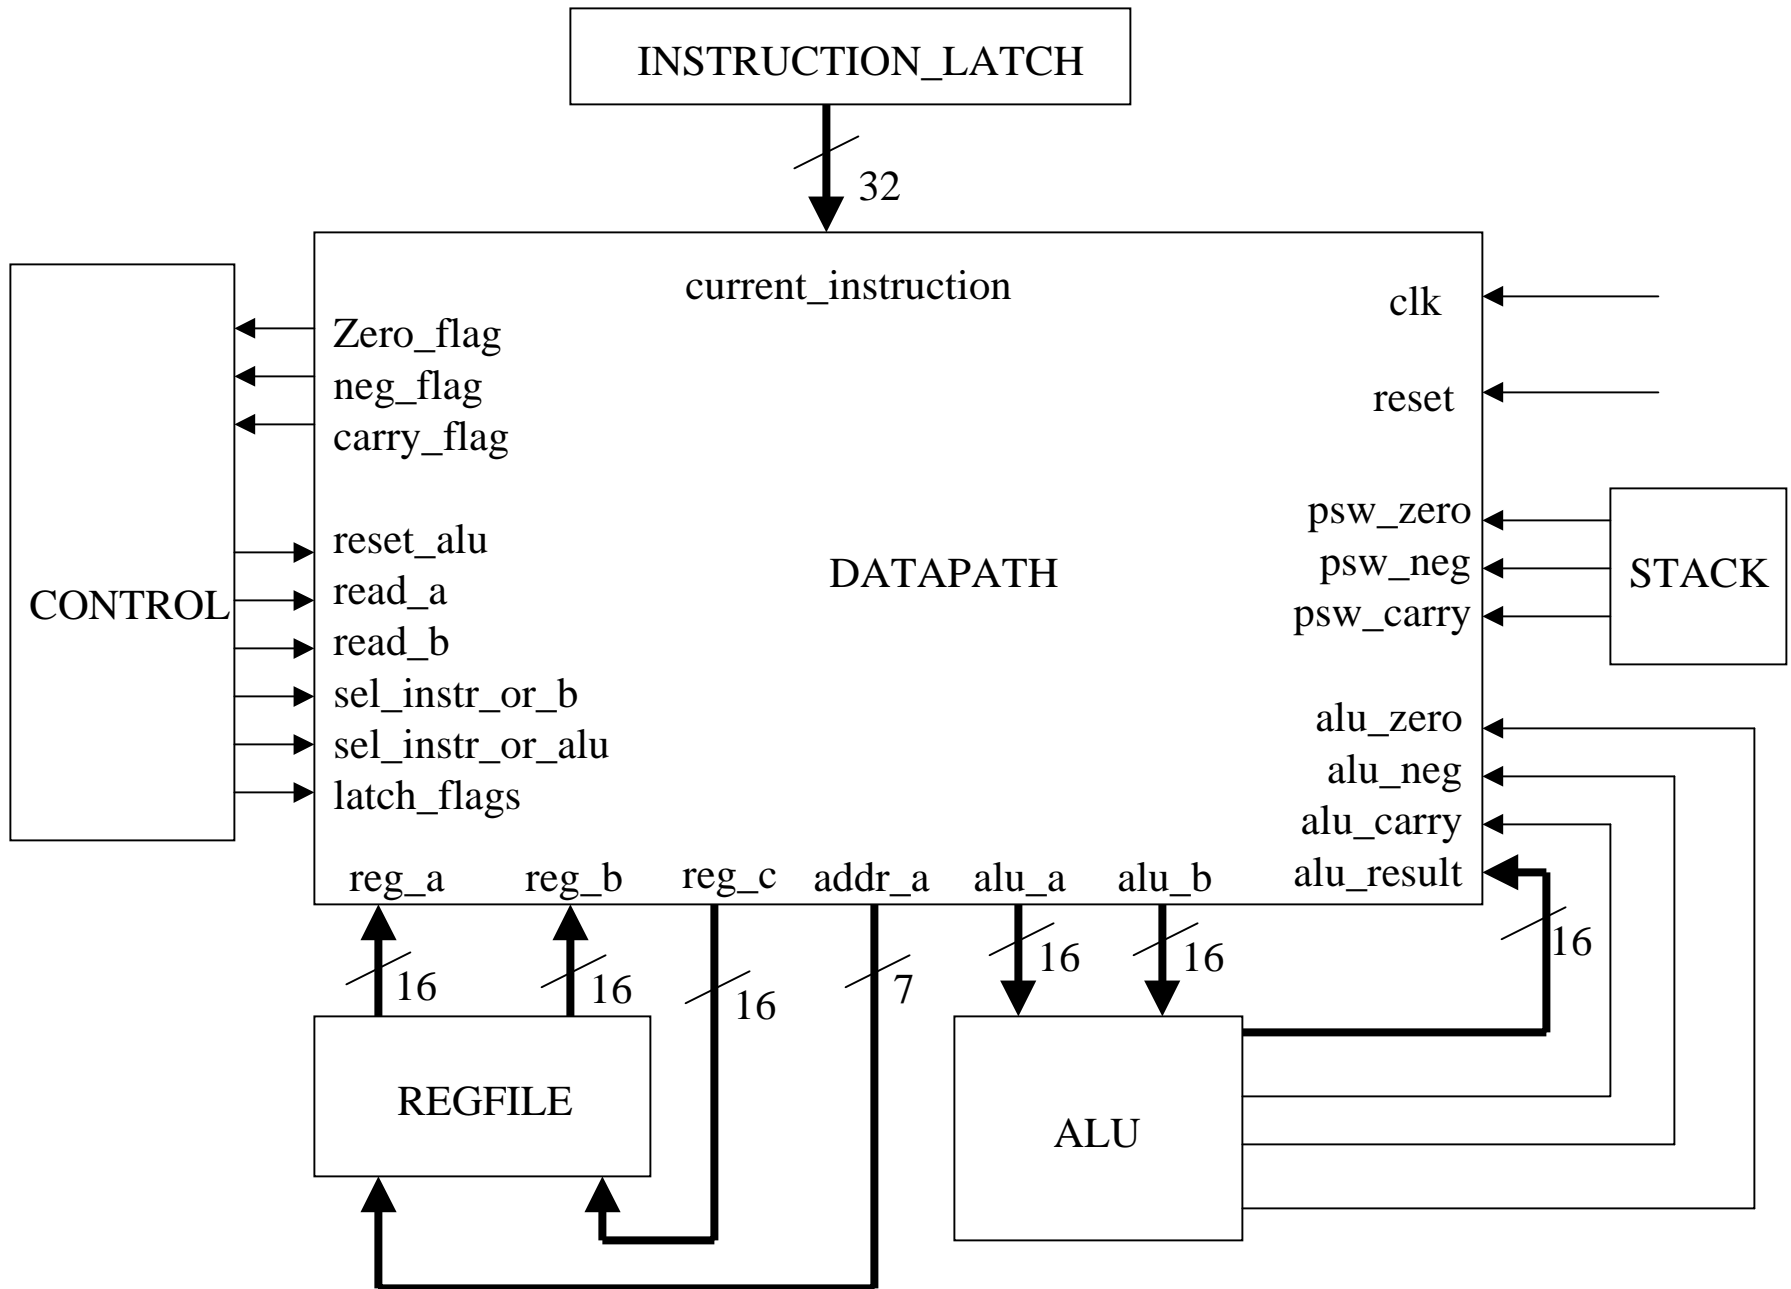 INSTRUCTION_LATCH
32
current_instruction
clk
reset
Zero_flag
neg_flag
carry_flag
CONTROL
reset_alu
read_a
read_b
sel_instr_or_b
sel_instr_or_alu
latch_flags
DATAPATH
psw_zero
psw_neg
psw_carry
STACK
alu_zero
alu_neg
alu_carry
alu_result
reg_a
reg_b
reg_c
addr_a
alu_a
alu_b
16
16
16
7
16
16
16
REGFILE
ALU